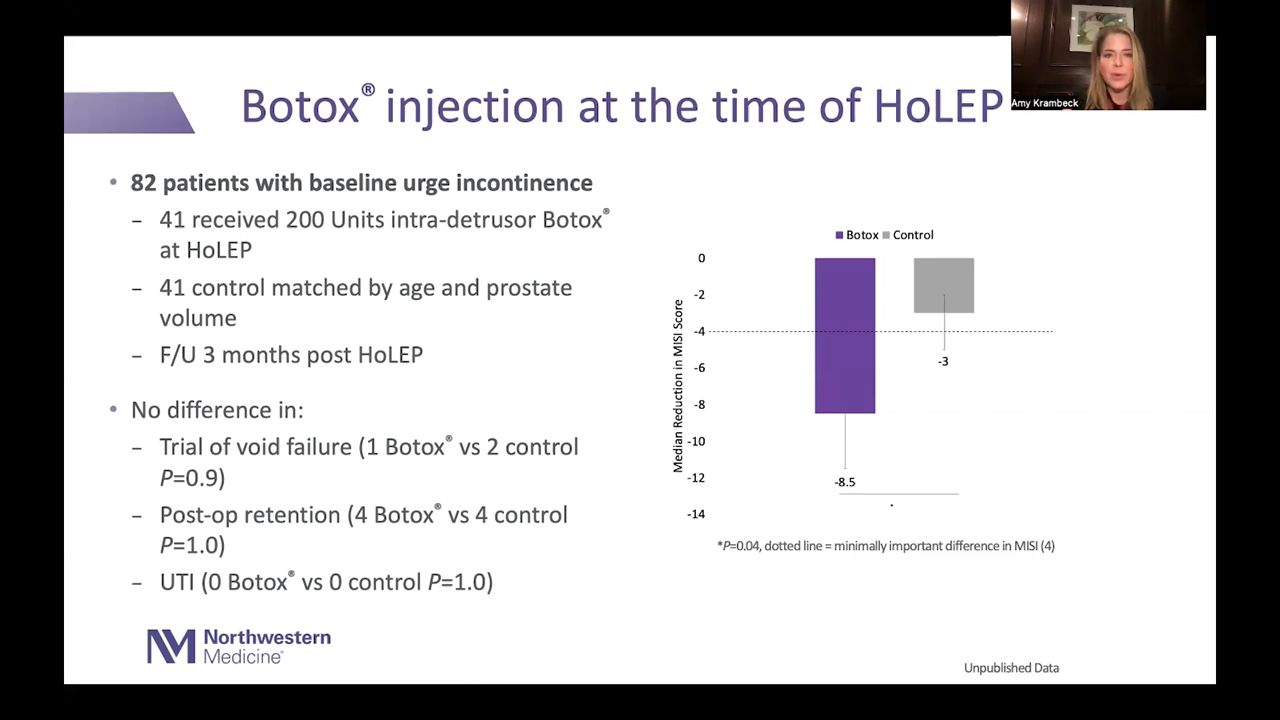 Botox® injection at the time of HoLEP
Amy Krambeck
• 82 patients with baseline urge incontinence
– 41 received 200 Units intra-detrusor Botox®
at HoLEP
– 41 control matched by age and prostate
volume
– F/U 3 months post HoLEP
• No difference in:
– Trial of void failure (1 Botox® vs 2 control
P=0.9)
– Post-op retention (4 Botox® vs 4 control
P=1.0)
– UTI (0 Botox® vs 0 control P=1.0)
Botox Control
Median Reduction in MISI Score
0
-2
-4
-6
-8
-10
-12
-14
-3
-8.5
*P=0.04, dotted line = minimally important difference in MISI (4)
NM Northwestern
Medicine®
Unpublished Data